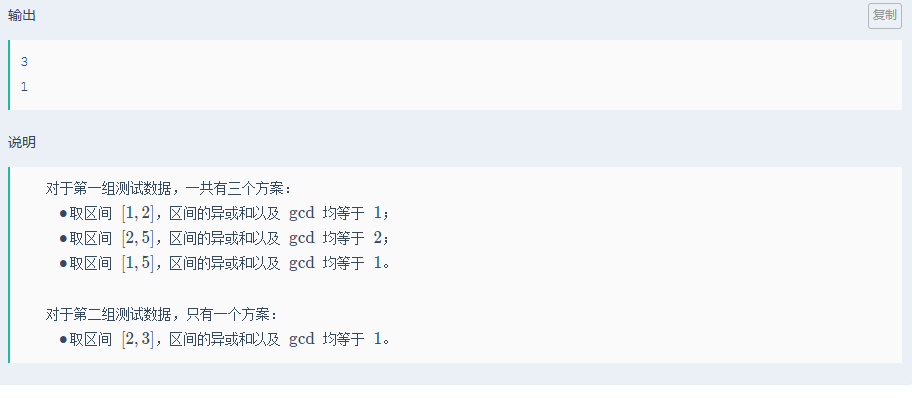 输出
复制
3
1
说明
对于第一组测试数据，一共有三个方案：
●取区间 [1,2]，区间的异或和以及 gcd 均等于 1；
●取区间 [2,5]，区间的异或和以及 gcd 均等于 2；
●取区间 [1,5]，区间的异或和以及 gcd 均等于 1。
对于第二组测试数据，只有一个方案：
●取区间 [2,3]，区间的异或和以及 gcd 均等于 1。